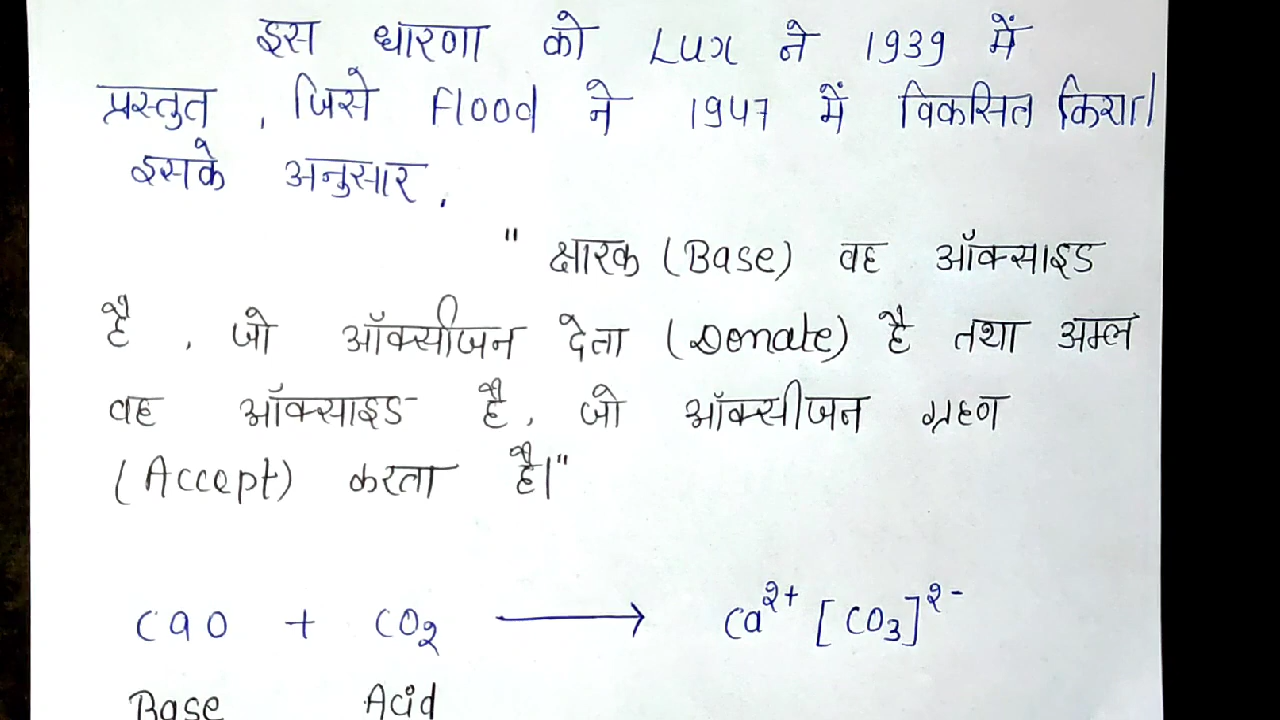 इस धारणा को Lux ने 1939 में
प्रस्तुत , जिसे Flood ने 1947 में विकसित किया।
इसके अनुसार ,
" क्षारक (Base) वह ऑक्साइड
है , जो ऑक्सीजन देता (Donate) है तथा अम्ल
वह ऑक्साइड है , जो ऑक्सीजन ग्रहण
(Accept) करता है।"
CaO + CO₂ ⟶ Ca²⁺ [CO₃]²⁻
Base Acid